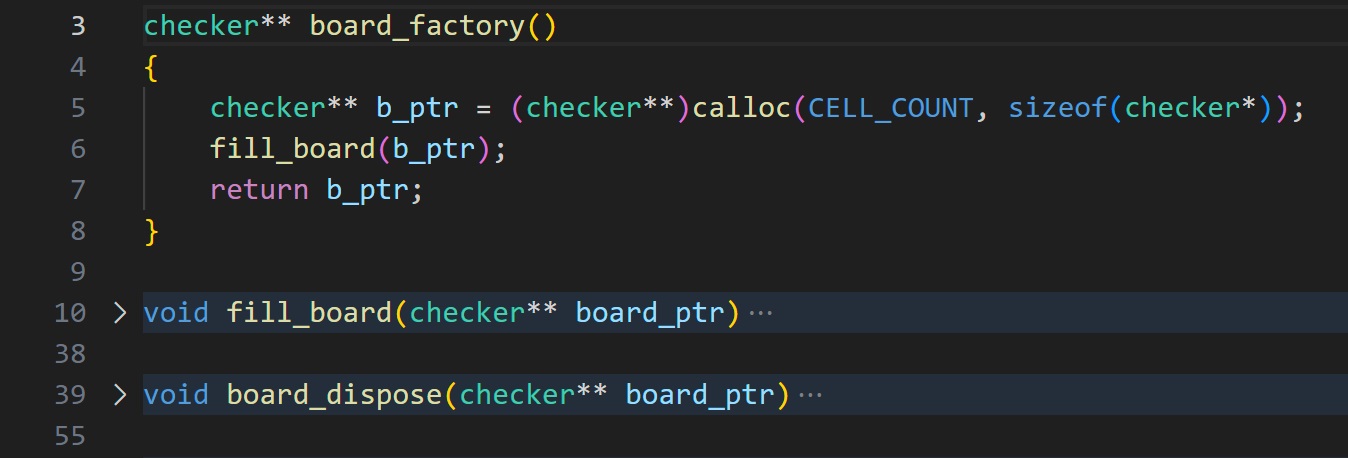 3 checker** board_factory()
4 {
5 checker** b_ptr = (checker**)calloc(CELL_COUNT, sizeof(checker*));
6 fill_board(b_ptr);
7 return b_ptr;
8 }
9
10 > void fill_board(checker** board_ptr)···
38
39 > void board_dispose(checker** board_ptr)···
55